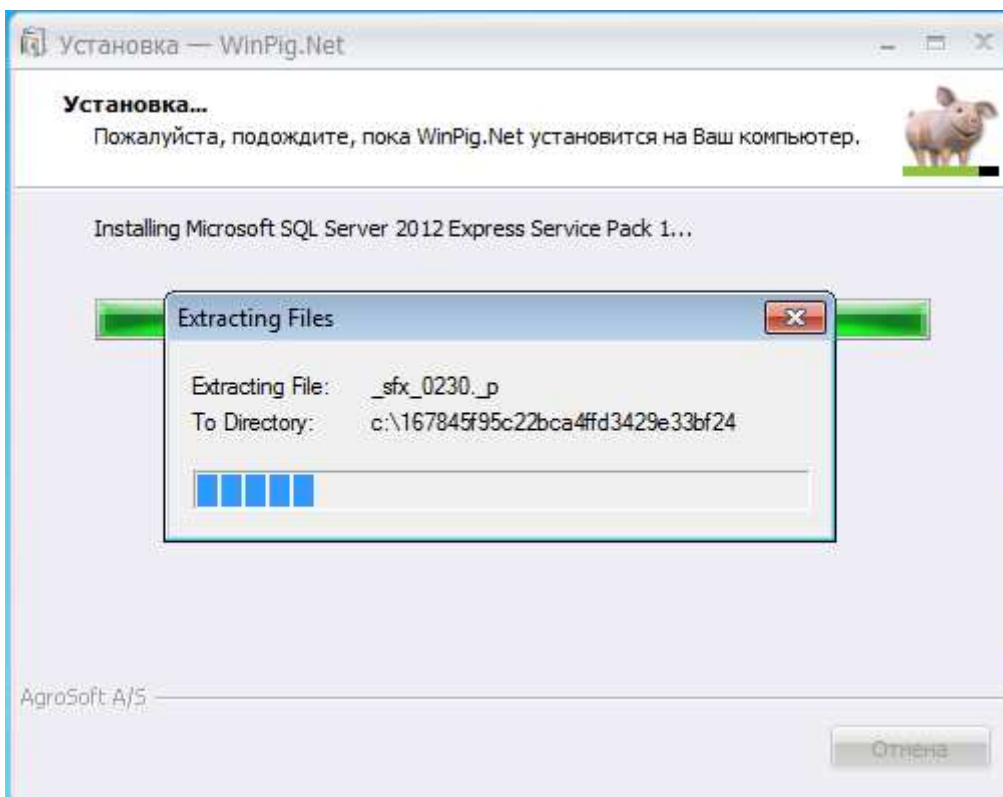 Установка — WinPig.Net
Установка...
Пожалуйста, подождите, пока WinPig.Net установится на Ваш компьютер.
Installing Microsoft SQL Server 2012 Express Service Pack 1...
Extracting Files
Extracting File: _sfx_0230._p
To Directory: c:\167845f95c22bca4ffd3429e33bf24
AgroSoft A/S
Отмена